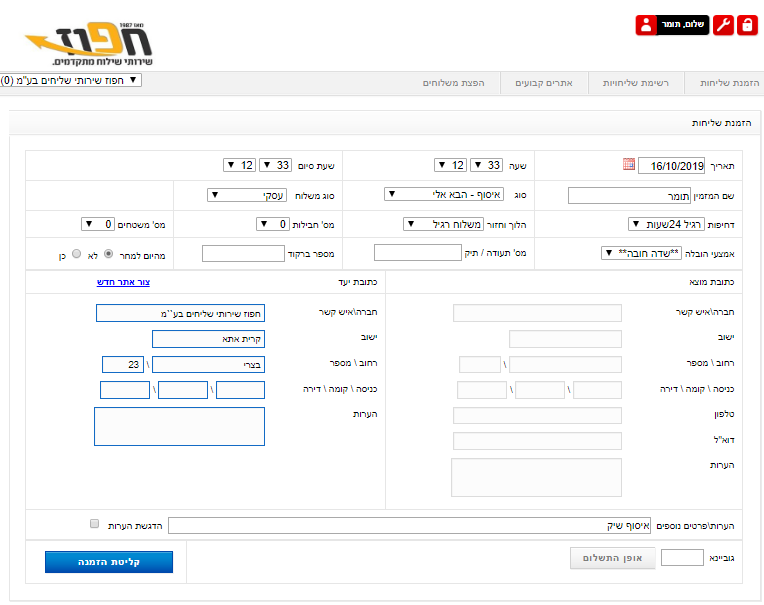 מאז 1987
חפוז
שירותי שילוח מתקדמים.
שלום, תומר
חפוז שירותי שליחים בע"מ (0)
הזמנת שליחות
רשימת שליחויות
אתרים קבועים
הפצת משלוחים
הזמנת שליחות
תאריך 16/10/2019 שעה 33 12 שעת סיום 33 12
שם המזמין תומר סוג איסוף - הבא אלי סוג משלוח עסקי
דחיפות רגיל 24שעות הלוך וחזור משלוח רגיל מס' חבילות 0 מס' משטחים 0
אמצעי הובלה **שדה חובה** מס' תעודה / תיק מספר ברקוד מהיום למחר לא כן
כתובת מוצא כתובת יעד צור אתר חדש
חברה\איש קשר חברה\איש קשר חפוז שירותי שליחים בע``מ
ישוב ישוב קרית אתא
רחוב \ מספר \ רחוב \ מספר בצרי \ 23
כניסה \ קומה \ דירה \ \ כניסה \ קומה \ דירה \ \
טלפון הערות
דוא"ל
הערות
הערות\פרטים נוספים איסוף שיק הדגשת הערות
גוביינא אופן התשלום קליטת הזמנה